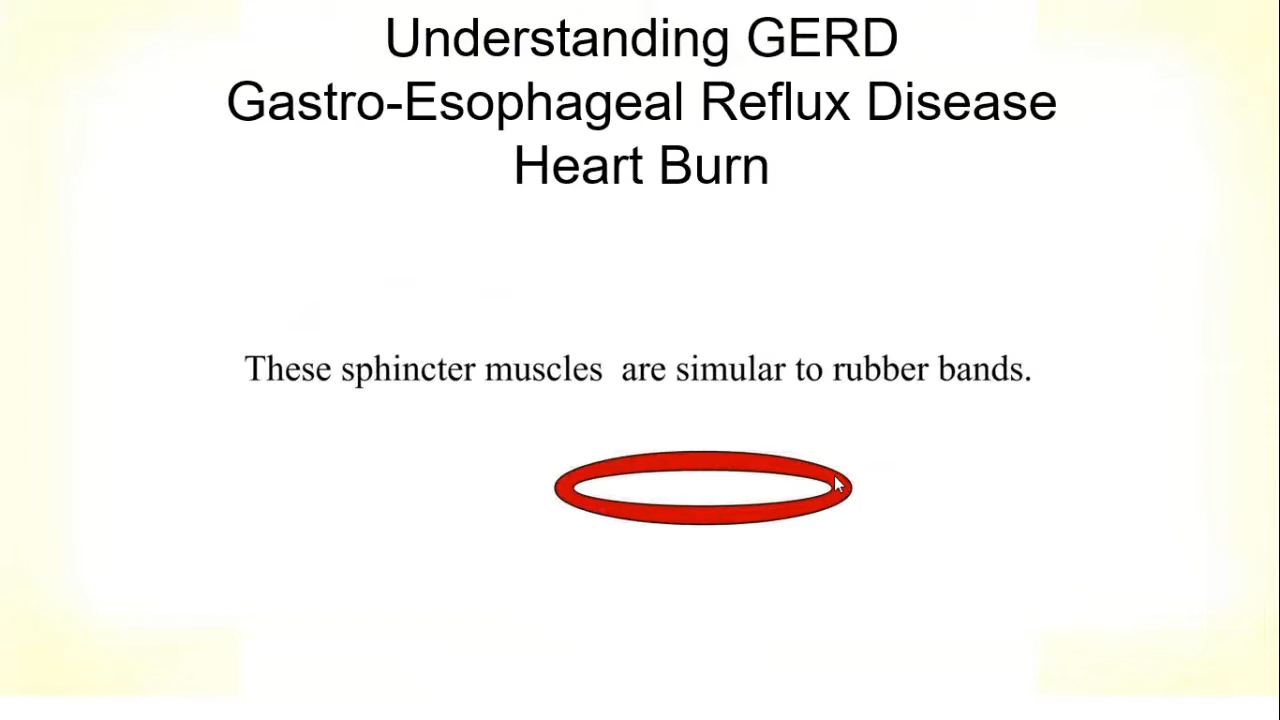 Understanding GERD
Gastro-Esophageal Reflux Disease
Heart Burn
These sphincter muscles  are simular to rubber bands.